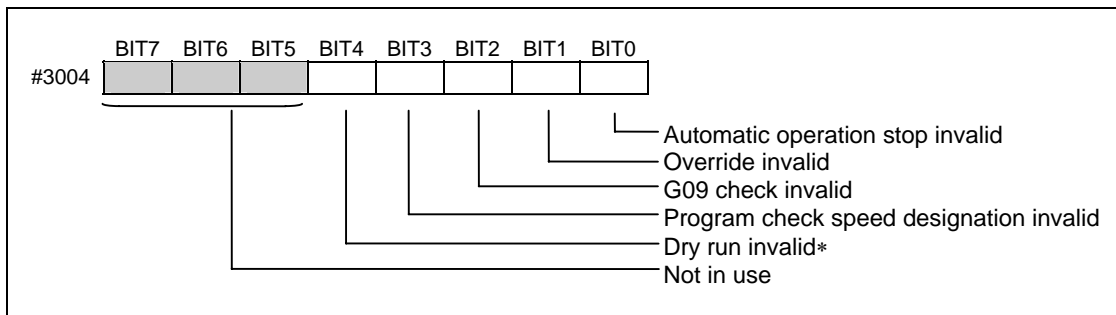 BIT7 BIT6 BIT5 BIT4 BIT3 BIT2 BIT1 BIT0
#3004
Automatic operation stop invalid
Override invalid
G09 check invalid
Program check speed designation invalid
Dry run invalid*
Not in use